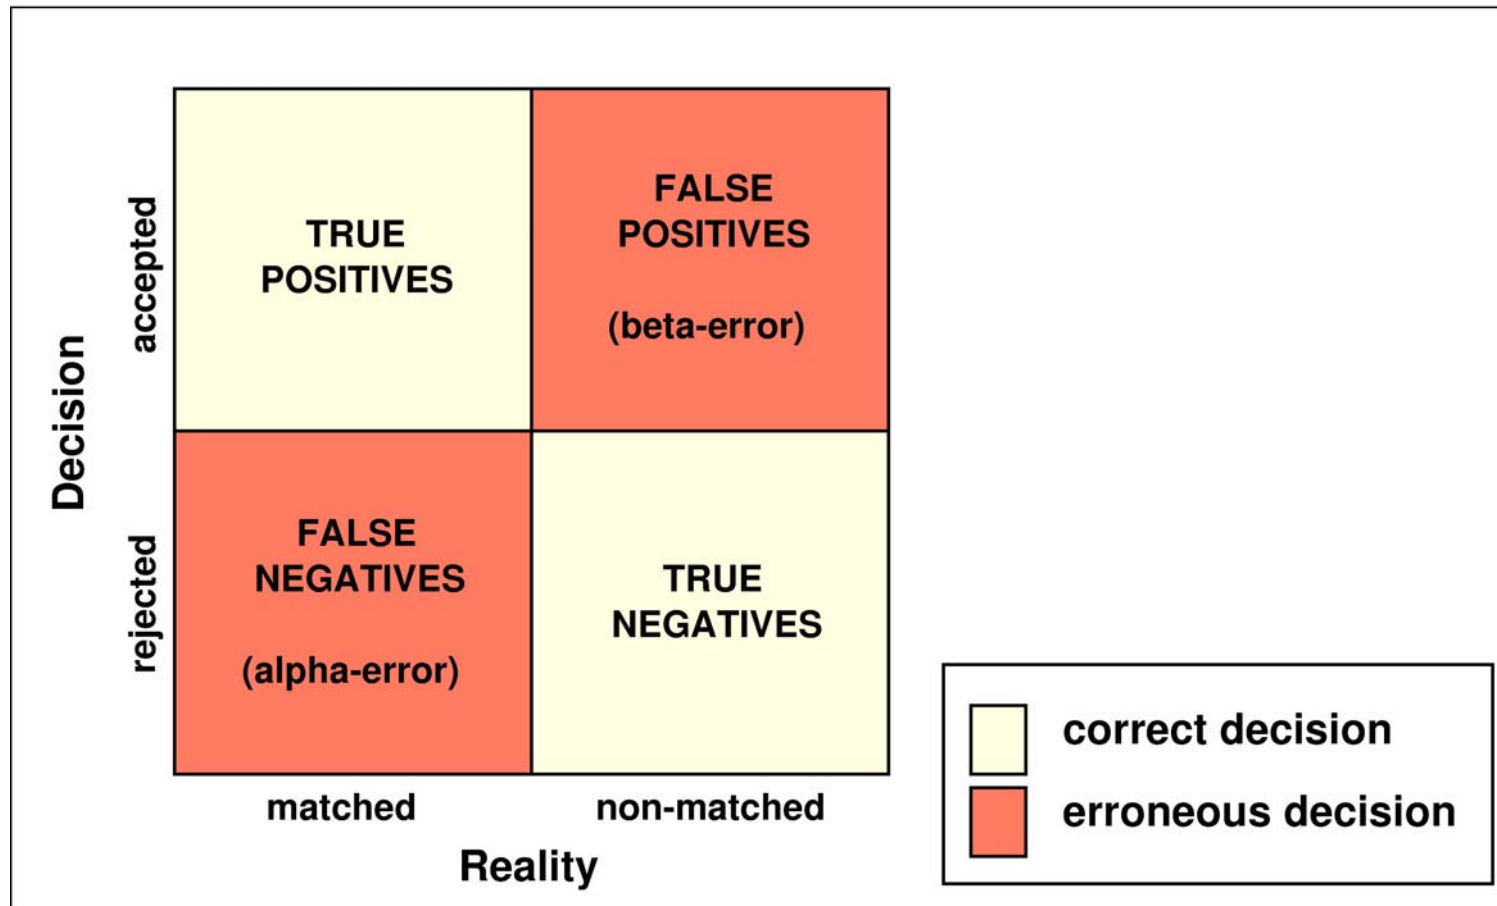 Decision
accepted
rejected
TRUE
POSITIVES
FALSE
POSITIVES
(beta-error)
FALSE
NEGATIVES
(alpha-error)
TRUE
NEGATIVES
matched
non-matched
Reality
correct decision
erroneous decision